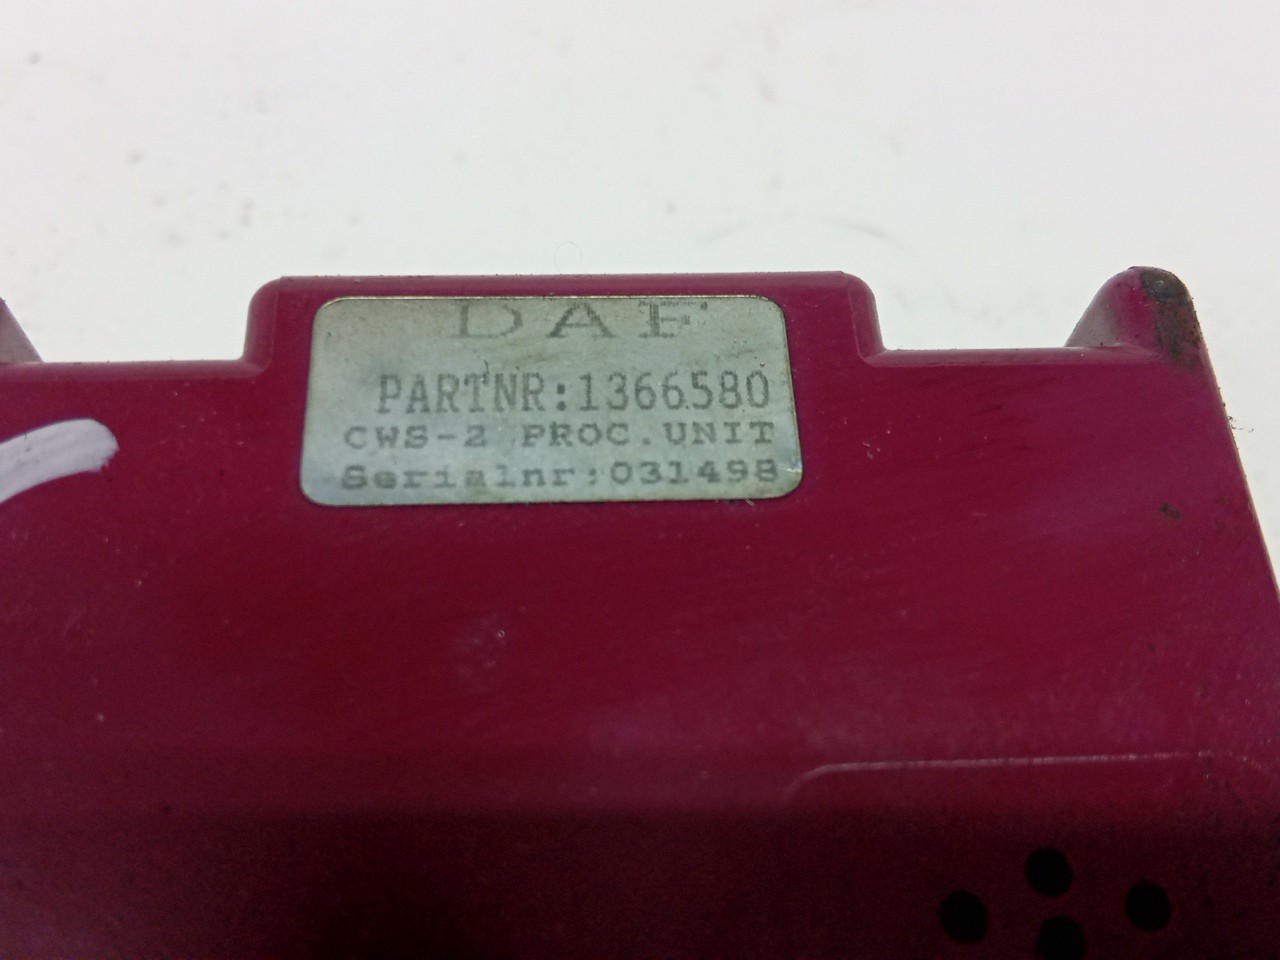 DAF
PARTNR:1366580
CWS-2 PROC.UNIT
Serialnr:031498